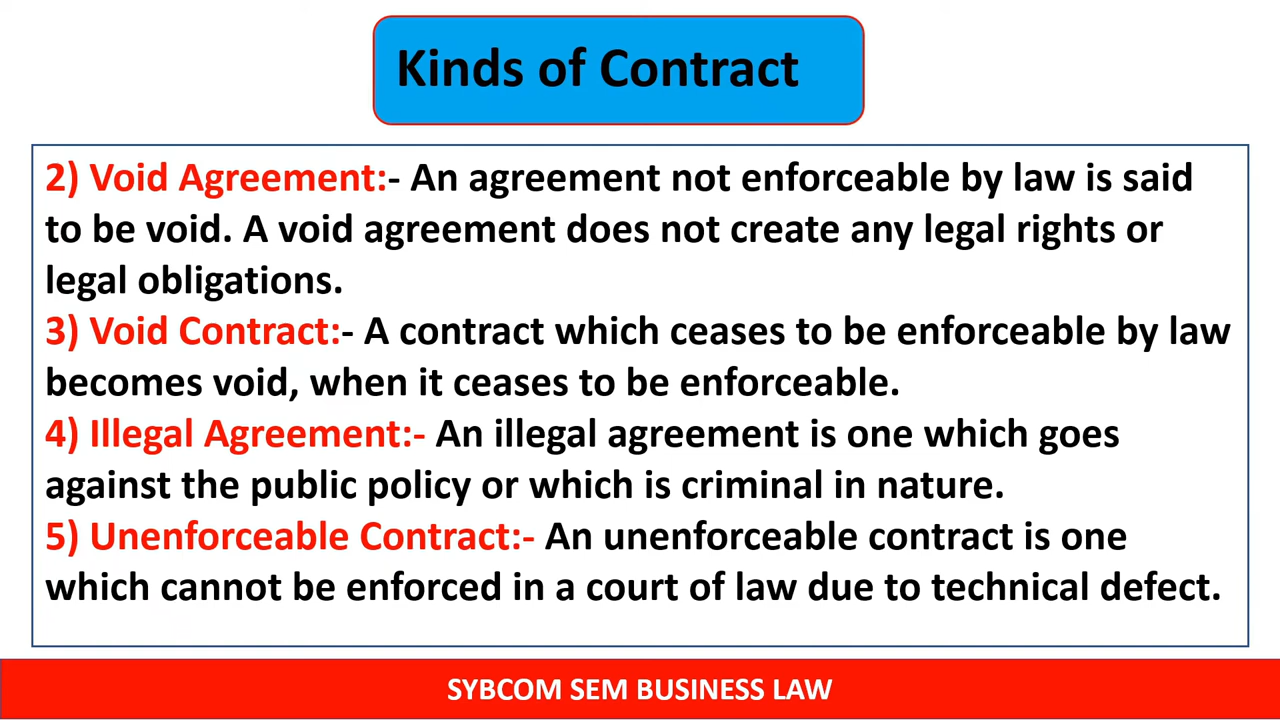 Kinds of Contract
2) Void Agreement:- An agreement not enforceable by law is said
to be void. A void agreement does not create any legal rights or
legal obligations.
3) Void Contract:- A contract which ceases to be enforceable by law
becomes void, when it ceases to be enforceable.
4) Illegal Agreement:- An illegal agreement is one which goes
against the public policy or which is criminal in nature.
5) Unenforceable Contract:- An unenforceable contract is one
which cannot be enforced in a court of law due to technical defect.
SYBCOM SEM BUSINESS LAW